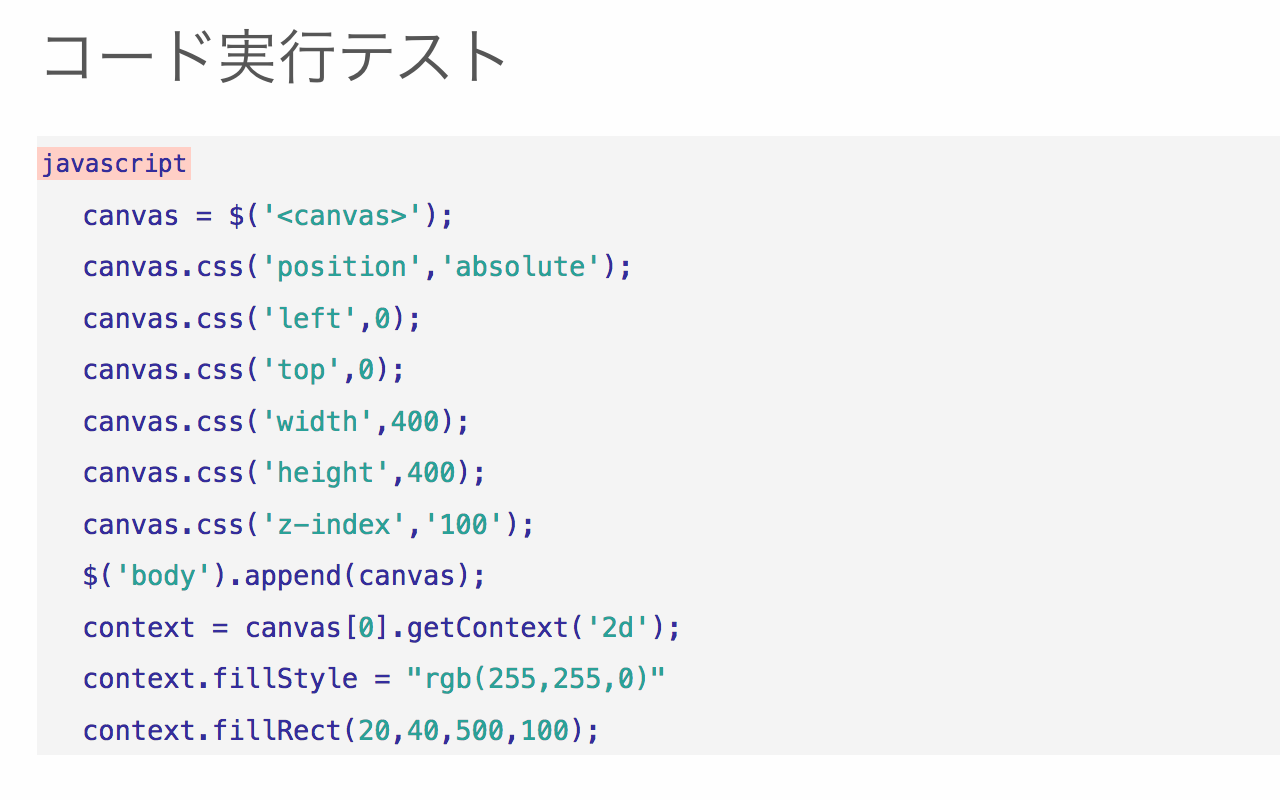 コード実行テスト
javascript
canvas = $('<canvas>');
canvas.css('position','absolute');
canvas.css('left',0);
canvas.css('top',0);
canvas.css('width',400);
canvas.css('height',400);
canvas.css('z-index','100');
$('body').append(canvas);
context = canvas[0].getContext('2d');
context.fillStyle = "rgb(255,255,0)"
context.fillRect(20,40,500,100);